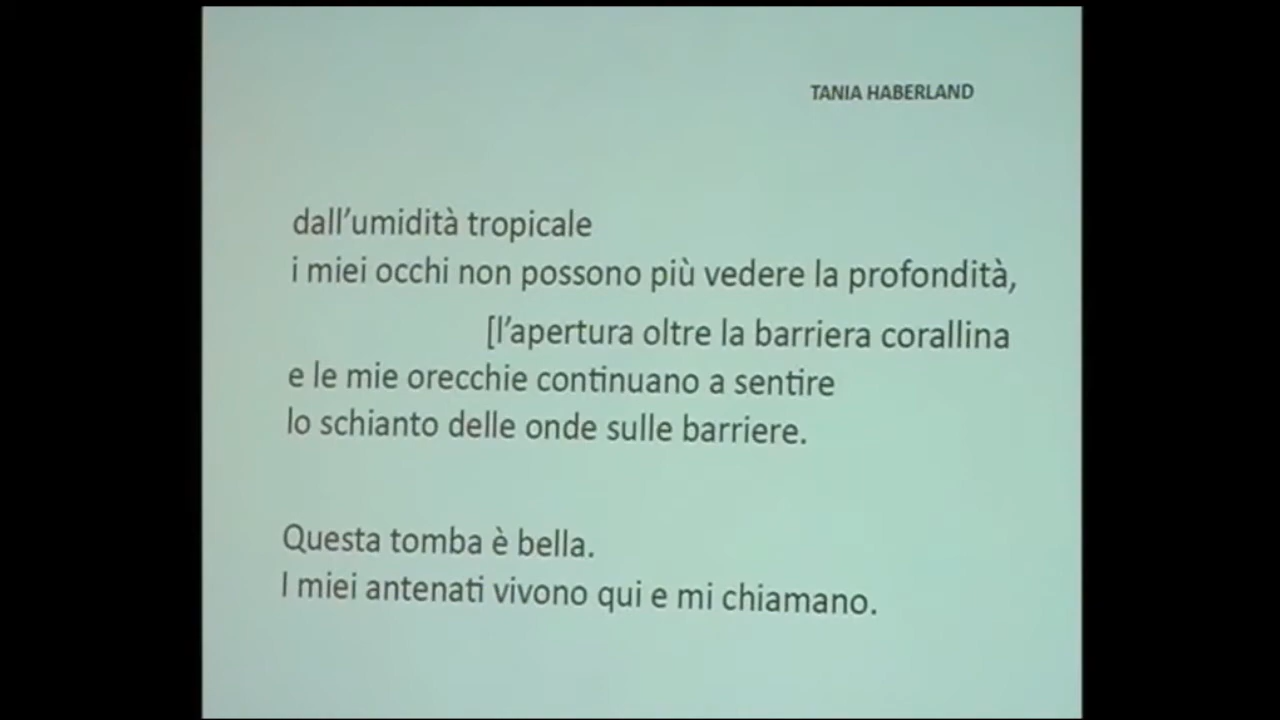 TANIA HABERLAND
dall'umidità tropicale
i miei occhi non possono più vedere la profondità,
[l'apertura oltre la barriera corallina
e le mie orecchie continuano a sentire
lo schianto delle onde sulle barriere.
Questa tomba è bella.
I miei antenati vivono qui e mi chiamano.